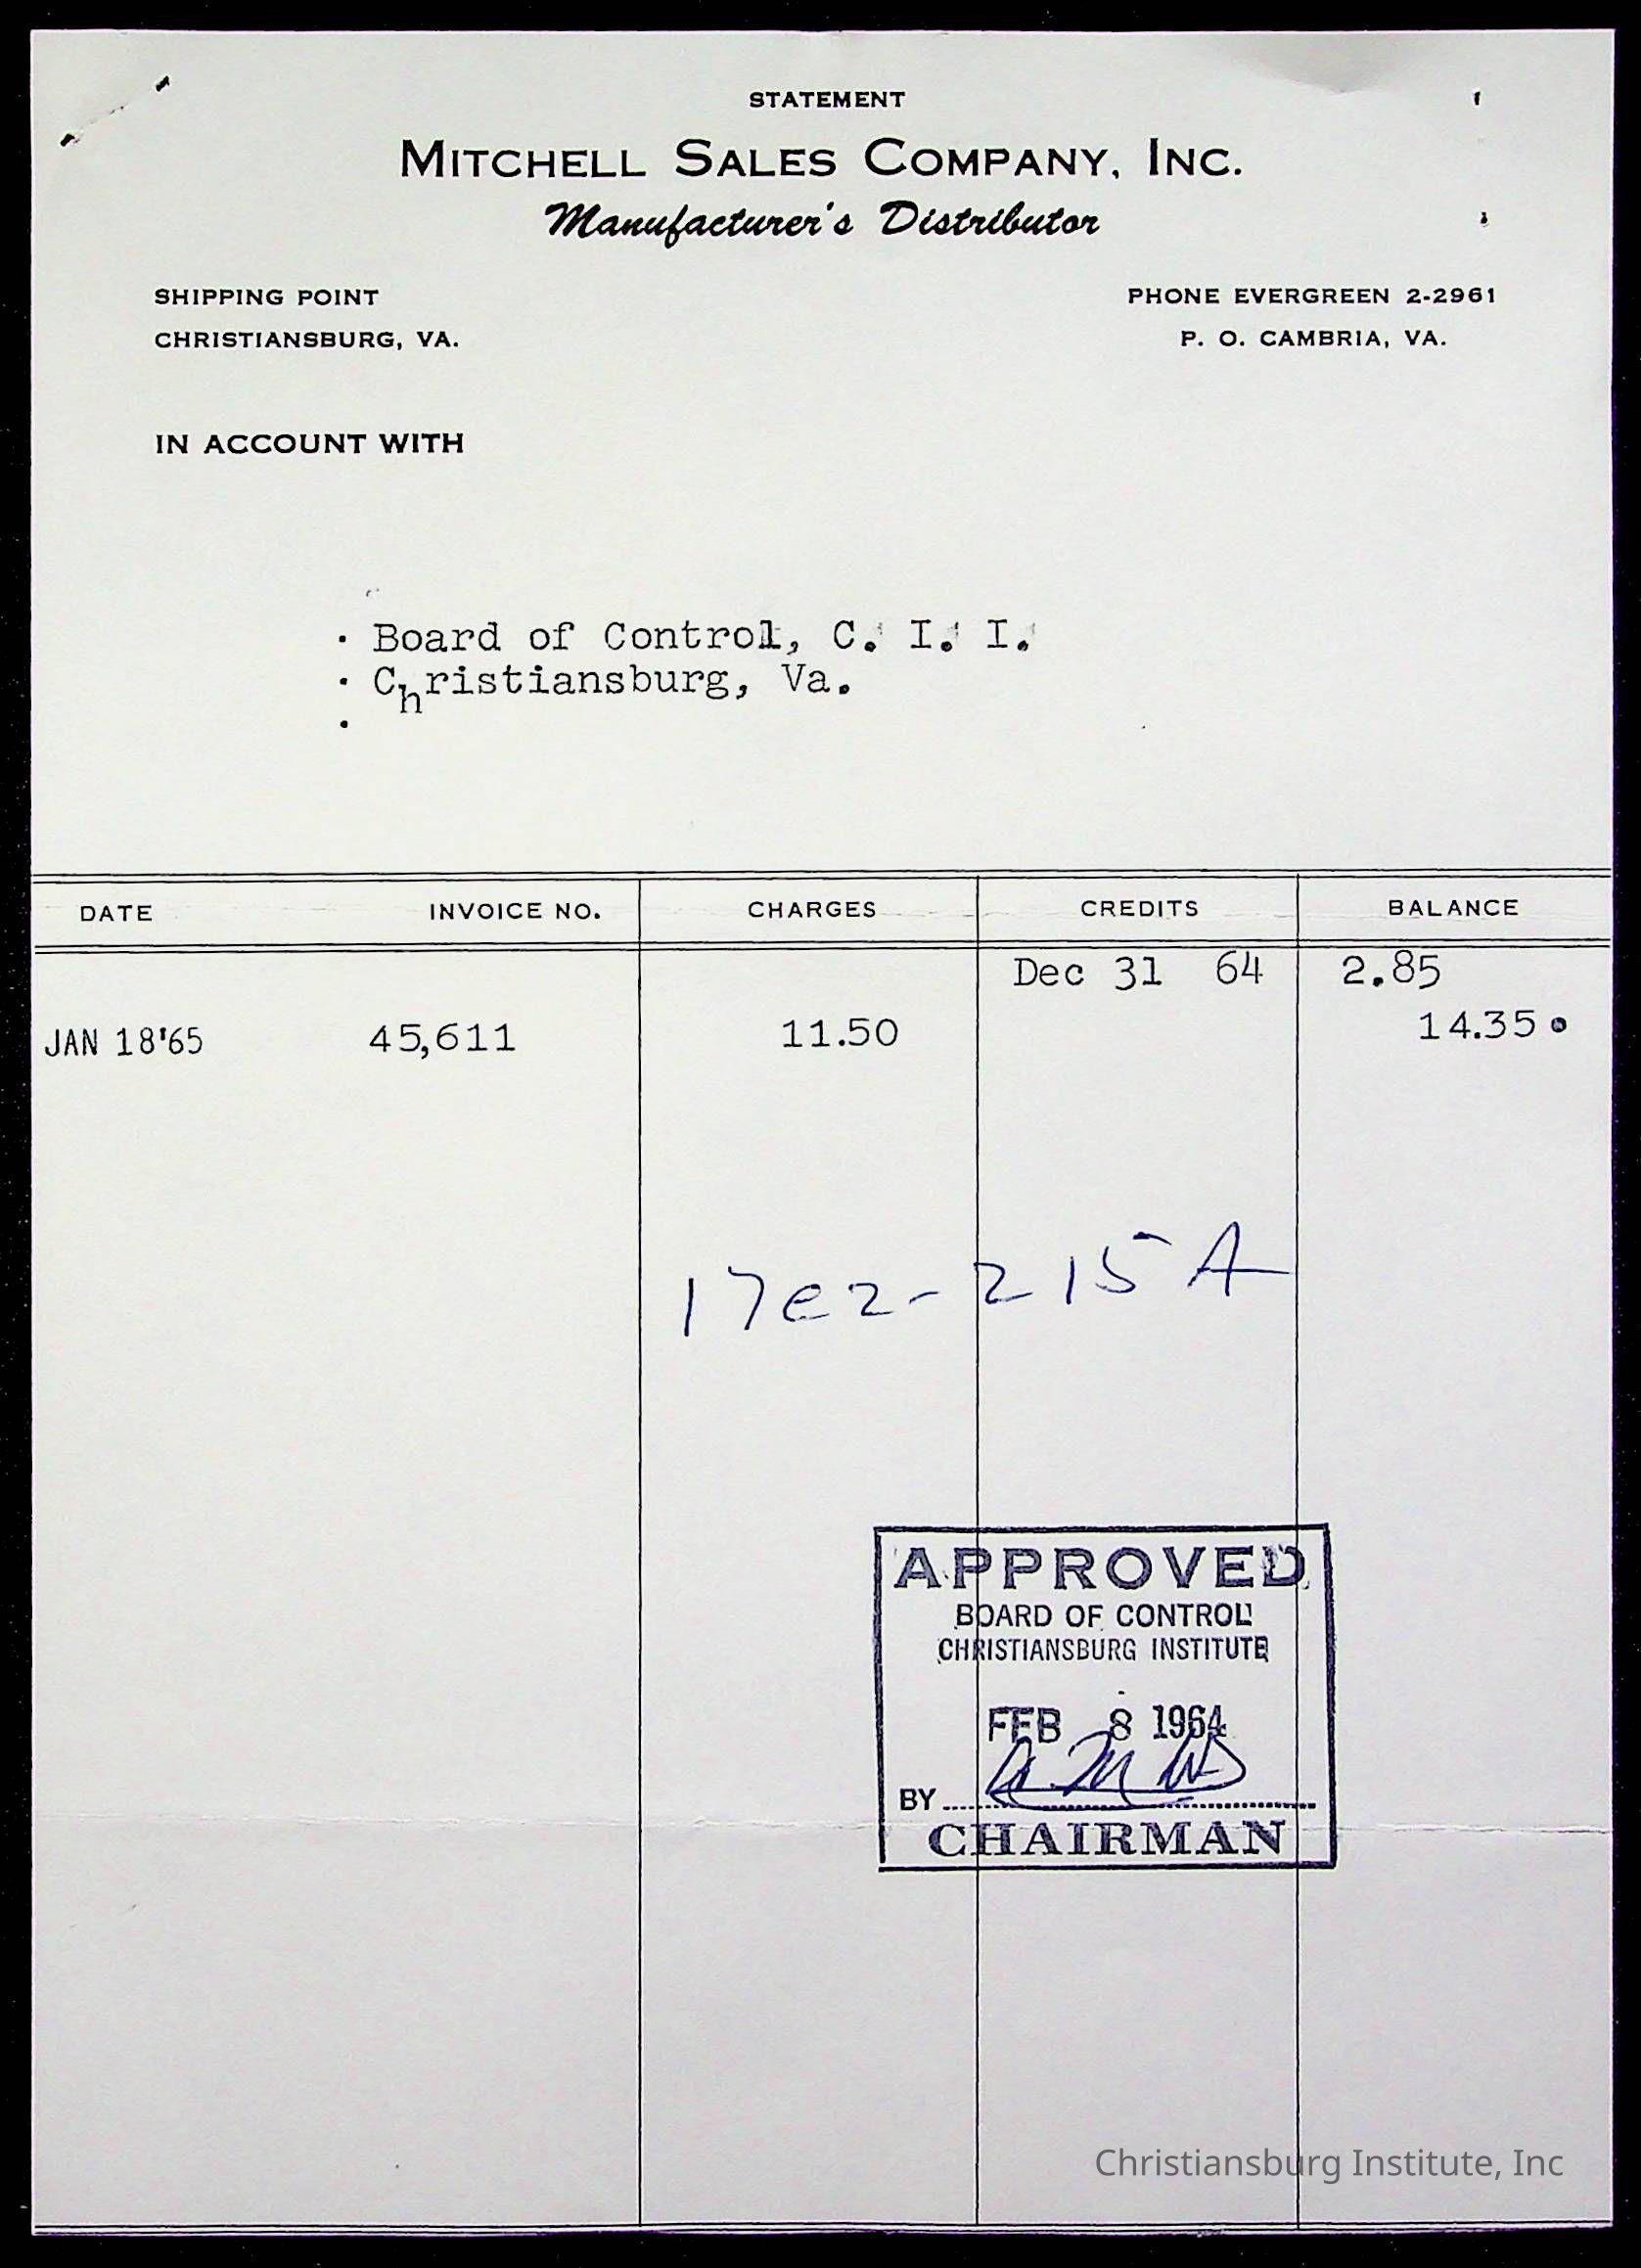 STATEMENT
MITCHELL SALES COMPANY, INC.
Manufacturer's Distributor
SHIPPING POINT
CHRISTIANSBURG, VA.
PHONE EVERGREEN 2-2961
P. O. CAMBRIA, VA.
IN ACCOUNT WITH
Board of Control, C. I. I.
Christiansburg, Va.
DATE INVOICE NO. CHARGES CREDITS BALANCE
Dec 31 64 2.85
JAN 18'65 45,611 11.50 14.35
17e2-215A
APPROVED
BOARD OF CONTROL
CHRISTIANSBURG INSTITUTE
FEB 8 1964
BY
CHAIRMAN
Christiansburg Institute, Inc